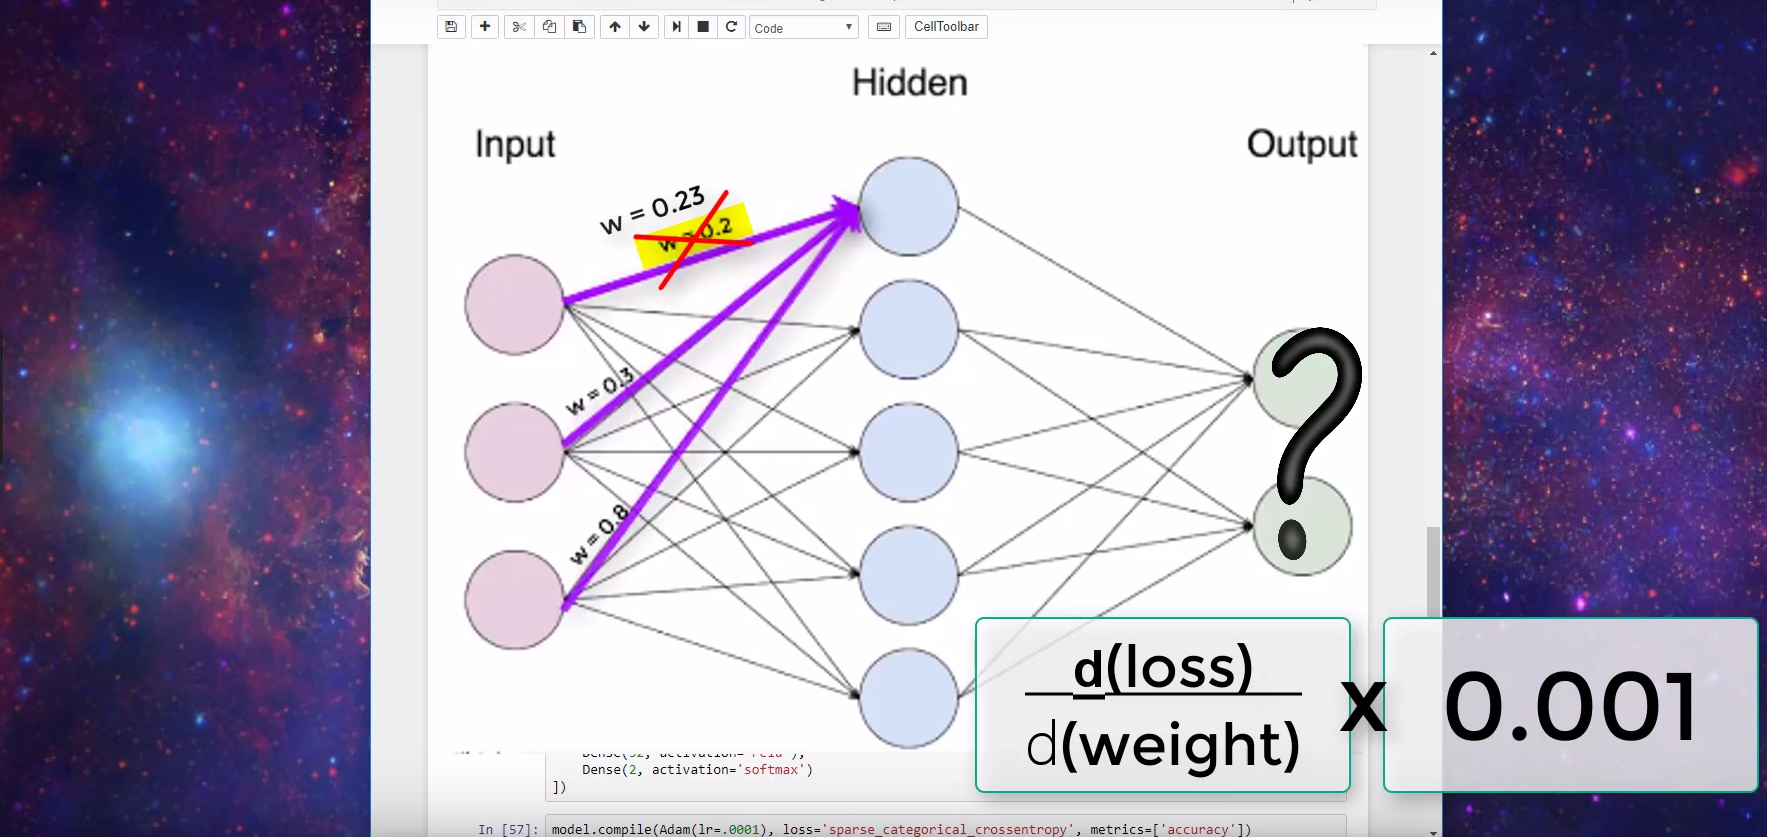 Code
CellToolbar
Hidden
Input
Output
w = 0.23
w = 0.2
w = 0.3
w = 0.8
d(loss)
d(weight)
x
0.001
Dense(2, activation='softmax')
])
In [57]:
model.compile(Adam(lr=.0001), loss='sparse_categorical_crossentropy', metrics=['accuracy'])